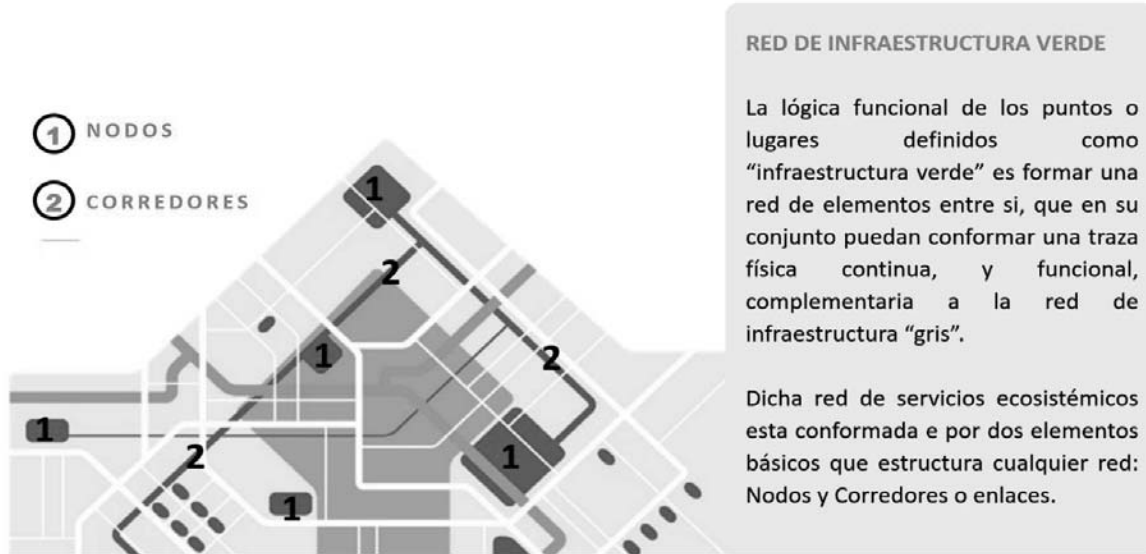 1 NODOS
2 CORREDORES
1
2
1
2
1
2
1
1
RED DE INFRAESTRUCTURA VERDE
La lógica funcional de los puntos o
lugares definidos como
“infraestructura verde” es formar una
red de elementos entre si, que en su
conjunto puedan conformar una traza
física continua, y funcional,
complementaria a la red de
infraestructura “gris”.
Dicha red de servicios ecosistémicos
esta conformada e por dos elementos
básicos que estructura cualquier red:
Nodos y Corredores o enlaces.